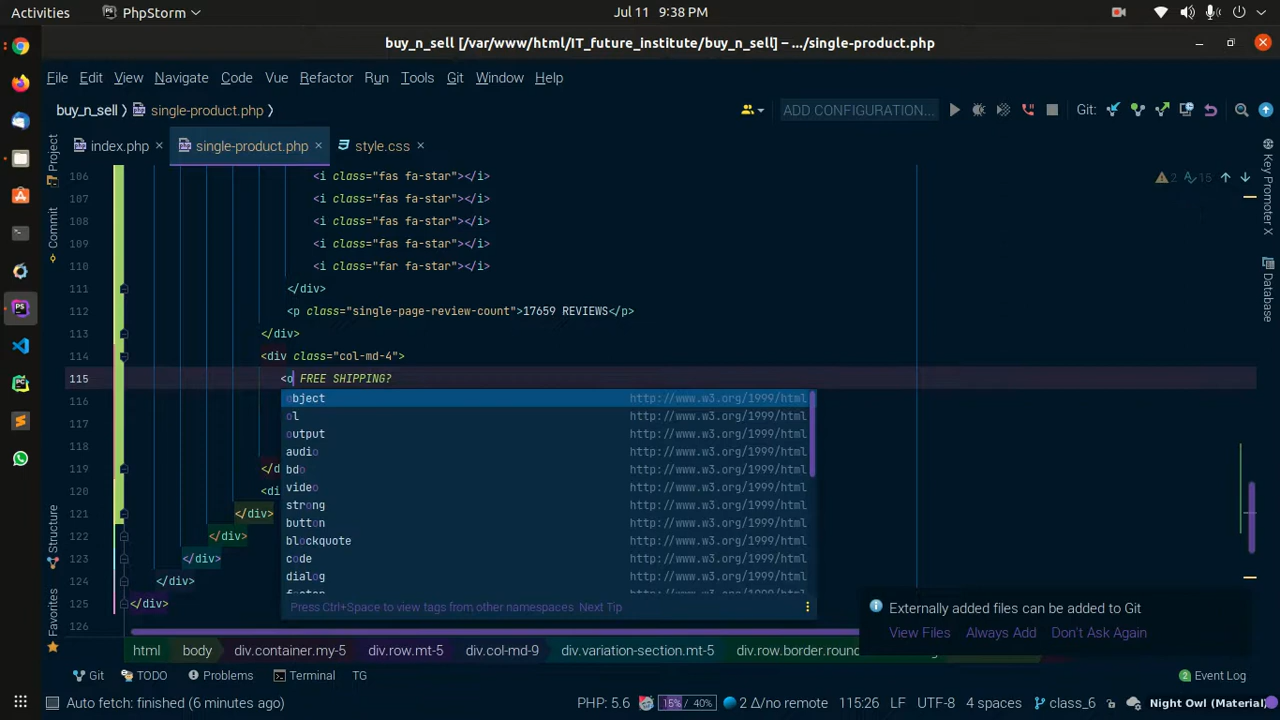 Activities
PhpStorm
Jul 11 9:38 PM
buy_n_sell [/var/www/html/IT_future_institute/buy_n_sell] – .../single-product.php
File Edit View Navigate Code Vue Refactor Run Tools Git Window Help
buy_n_sell
single-product.php
ADD CONFIGURATION...
Git:
index.php
single-product.php
style.css
Project
Commit
Structure
Favorites
Key Promoter X
Database
2
15
106 <i class="fas fa-star"></i>
107 <i class="fas fa-star"></i>
108 <i class="fas fa-star"></i>
109 <i class="fas fa-star"></i>
110 <i class="far fa-star"></i>
111 </div>
112 <p class="single-page-review-count">17659 REVIEWS</p>
113 </div>
114 <div class="col-md-4">
115 <o FREE SHIPPING?
116
117
118
119 </d
120 <di
121 </div>
122 </div>
123 </div>
124 </div>
125 </div>
126
object http://www.w3.org/1999/html
ol http://www.w3.org/1999/html
output http://www.w3.org/1999/html
audio http://www.w3.org/1999/html
bdo http://www.w3.org/1999/html
video http://www.w3.org/1999/html
strong http://www.w3.org/1999/html
button http://www.w3.org/1999/html
blockquote http://www.w3.org/1999/html
code http://www.w3.org/1999/html
dialog http://www.w3.org/1999/html
Press Ctrl+Space to view tags from other namespaces Next Tip
Externally added files can be added to Git
View Files Always Add Don't Ask Again
html body div.container.my-5 div.row.mt-5 div.col-md-9 div.variation-section.mt-5
Git TODO Problems Terminal TG
2 Event Log
Auto fetch: finished (6 minutes ago)
PHP: 5.6
15% / 40%
2 Δ/no remote
115:26 LF UTF-8 4 spaces
class_6
Night Owl (Material)